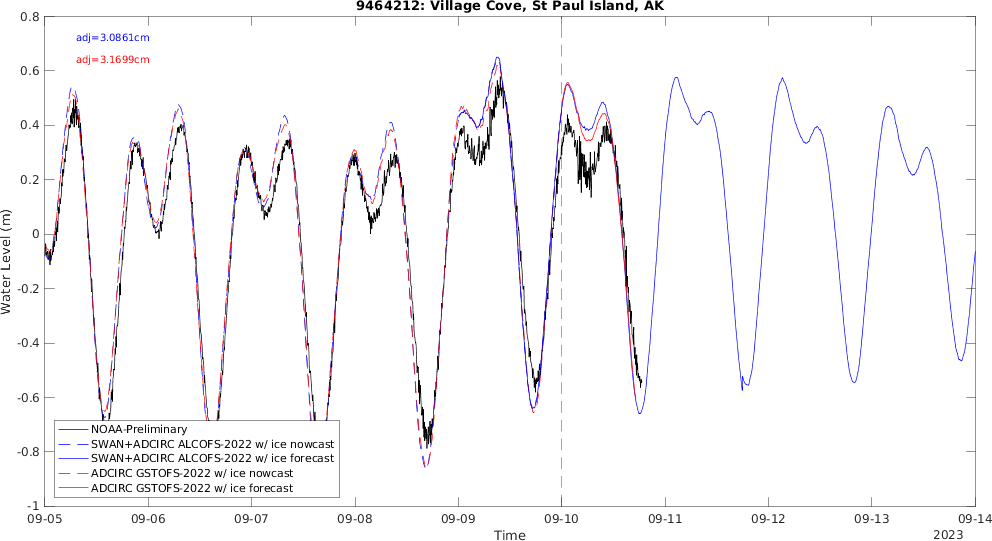 9464212: Village Cove, St Paul Island, AK
adj=3.0861cm
adj=3.1699cm
0.8
0.6
0.4
0.2
0
-0.2
-0.4
-0.6
-0.8
-1
Water Level (m)
NOAA-Preliminary
SWAN+ADCIRC ALCOFS-2022 w/ ice nowcast
SWAN+ADCIRC ALCOFS-2022 w/ ice forecast
ADCIRC GSTOFS-2022 w/ ice nowcast
ADCIRC GSTOFS-2022 w/ ice forecast
09-05 09-06 09-07 09-08 09-09 09-10 09-11 09-12 09-13 09-14
Time
2023